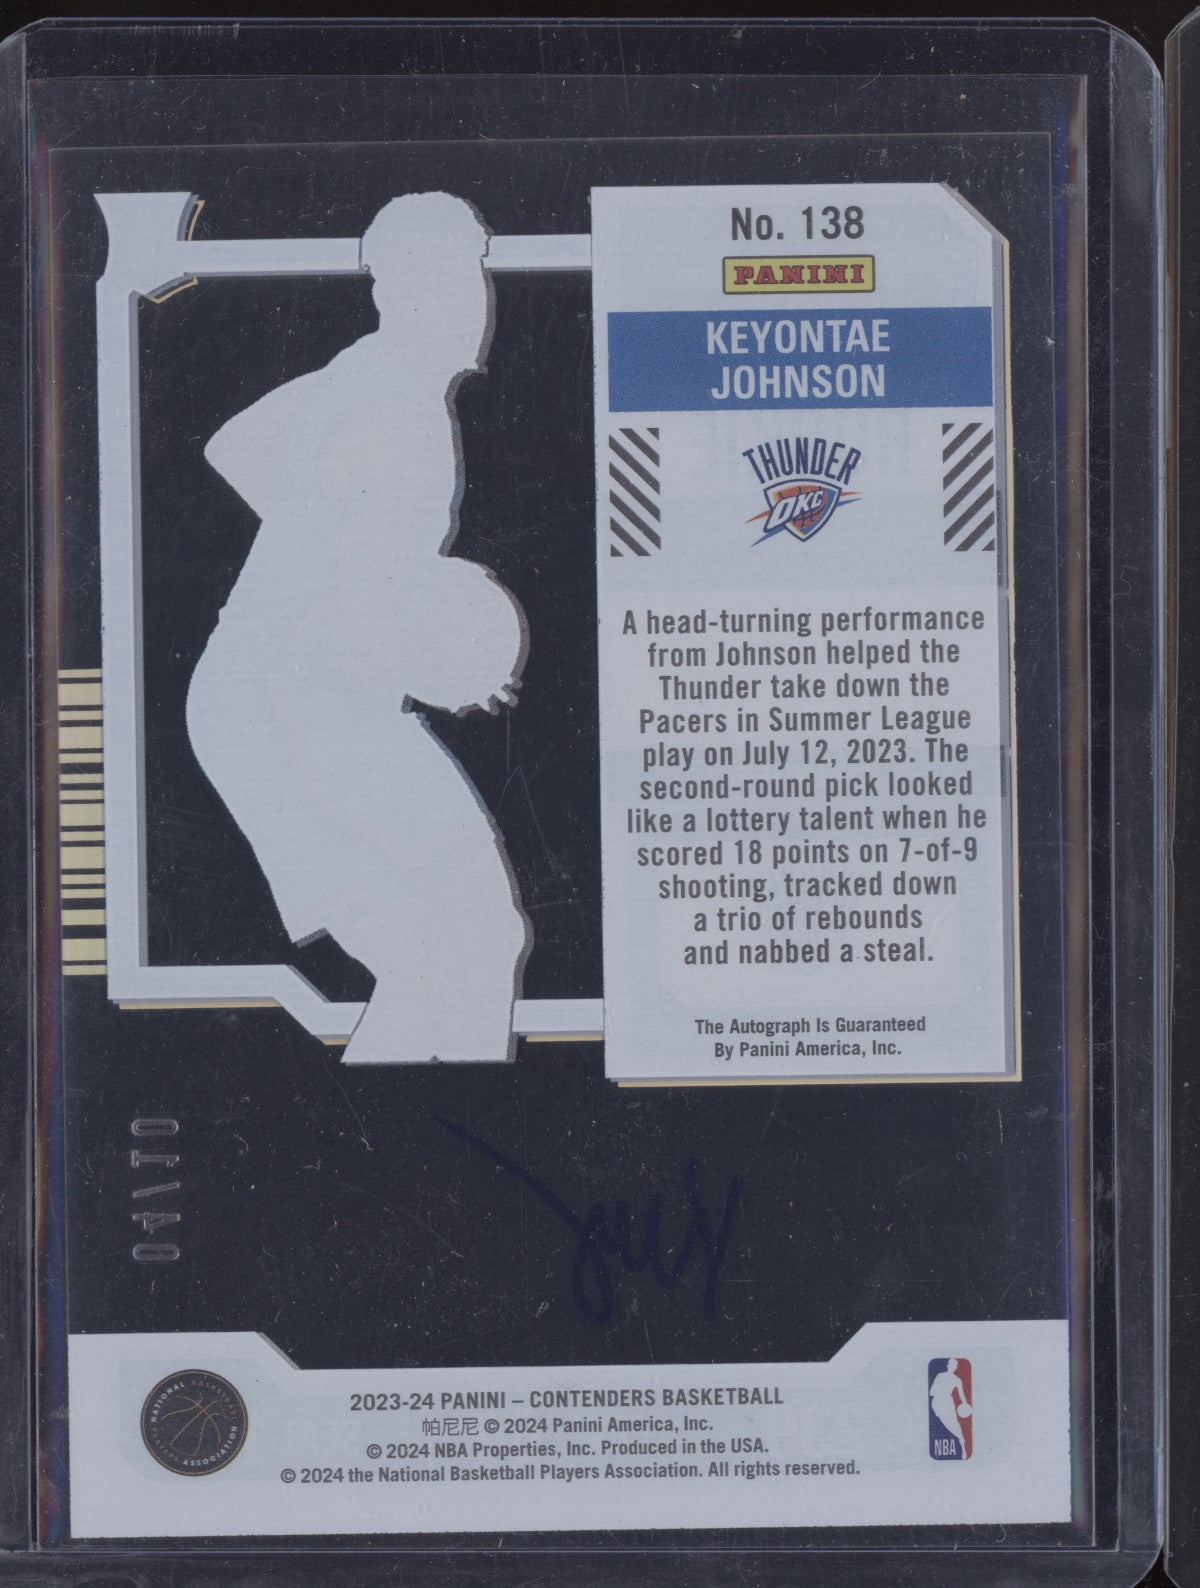 No. 138
PANINI
KEYONTAE
JOHNSON
THUNDER
OKC
A head-turning performance
from Johnson helped the
Thunder take down the
Pacers in Summer League
play on July 12, 2023. The
second-round pick looked
like a lottery talent when he
scored 18 points on 7-of-9
shooting, tracked down
a trio of rebounds
and nabbed a steal.
The Autograph Is Guaranteed
By Panini America, Inc.
NATIONAL BASKETBALL
PLAYERS ASSOCIATION
2023-24 PANINI – CONTENDERS BASKETBALL
帕尼尼 © 2024 Panini America, Inc.
© 2024 NBA Properties, Inc. Produced in the USA.
© 2024 the National Basketball Players Association. All rights reserved.
NBA